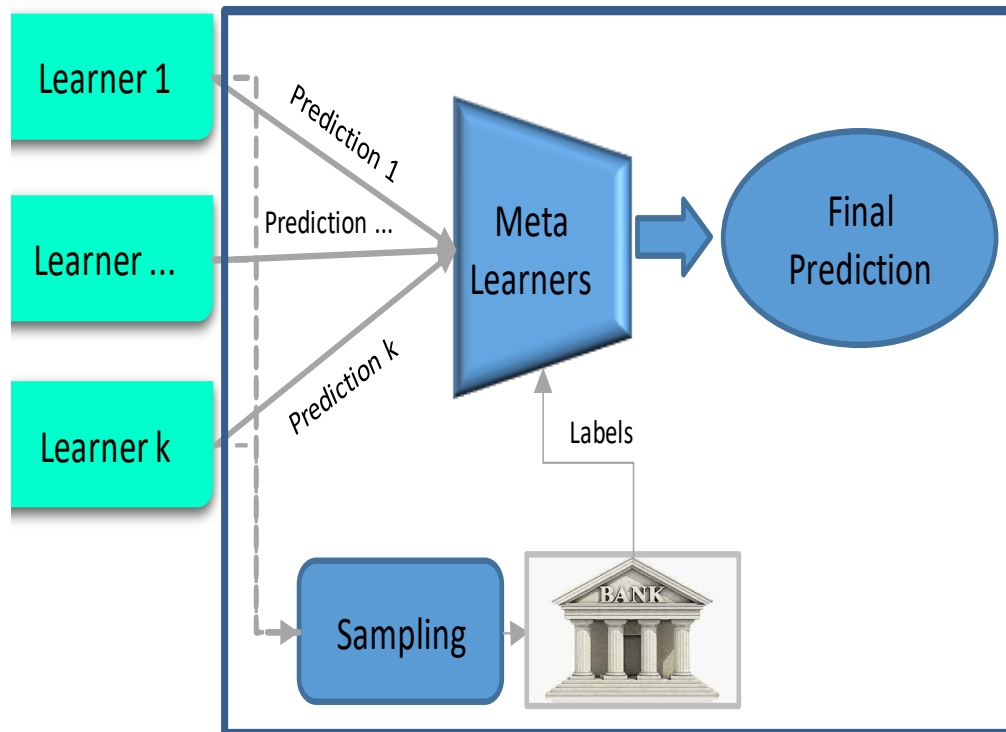 Learner 1
Prediction 1
Learner ...
Prediction ...
Meta
Learners
Final
Prediction
Learner k
Prediction k
Labels
Sampling
BANK